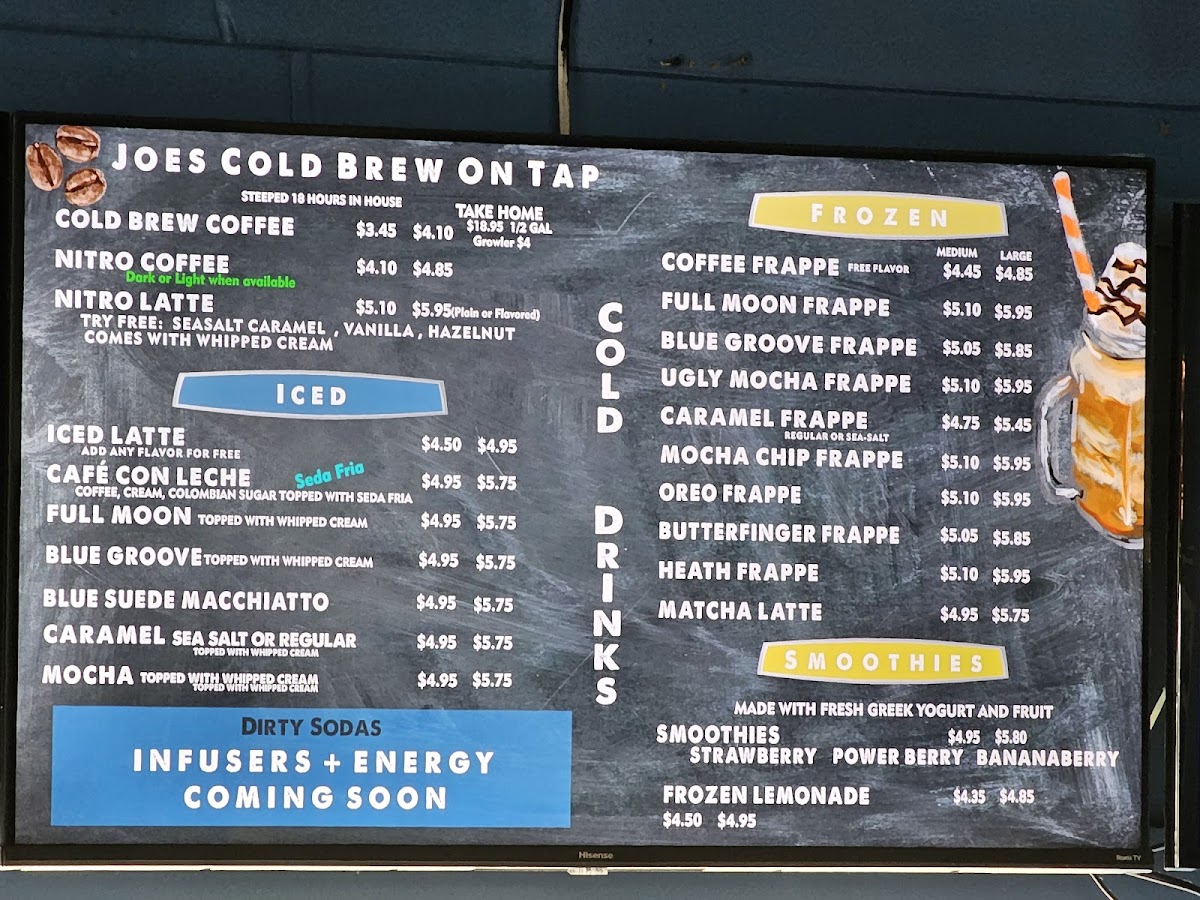 JOES COLD BREW ON TAP
STEEPED 18 HOURS IN HOUSE
COLD BREW COFFEE $3.45 $4.10
TAKE HOME
$18.95 1/2 GAL
Growler $4
NITRO COFFEE $4.10 $4.85
Dark or Light when available
NITRO LATTE $5.10 $5.95(Plain or Flavored)
TRY FREE: SEASALT CARAMEL , VANILLA , HAZELNUT
COMES WITH WHIPPED CREAM
ICED
ICED LATTE $4.50 $4.95
ADD ANY FLAVOR FOR FREE
CAFÉ CON LECHE Seda Fria $4.95 $5.75
COFFEE, CREAM, COLOMBIAN SUGAR TOPPED WITH SEDA FRIA
FULL MOON TOPPED WITH WHIPPED CREAM $4.95 $5.75
BLUE GROOVE TOPPED WITH WHIPPED CREAM $4.95 $5.75
BLUE SUEDE MACCHIATTO $4.95 $5.75
CARAMEL SEA SALT OR REGULAR $4.95 $5.75
TOPPED WITH WHIPPED CREAM
MOCHA TOPPED WITH WHIPPED CREAM $4.95 $5.75
TOPPED WITH WHIPPED CREAM
DIRTY SODAS
INFUSERS + ENERGY
COMING SOON
COLD DRINKS
FROZEN
MEDIUM LARGE
COFFEE FRAPPE FREE FLAVOR $4.45 $4.85
FULL MOON FRAPPE $5.10 $5.95
BLUE GROOVE FRAPPE $5.05 $5.85
UGLY MOCHA FRAPPE $5.10 $5.95
CARAMEL FRAPPE $4.75 $5.45
REGULAR OR SEA-SALT
MOCHA CHIP FRAPPE $5.10 $5.95
OREO FRAPPE $5.10 $5.95
BUTTERFINGER FRAPPE $5.05 $5.85
HEATH FRAPPE $5.10 $5.95
MATCHA LATTE $4.95 $5.75
SMOOTHIES
MADE WITH FRESH GREEK YOGURT AND FRUIT
SMOOTHIES $4.95 $5.80
STRAWBERRY POWER BERRY BANANABERRY
FROZEN LEMONADE $4.35 $4.85
$4.50 $4.95
Hisense
Roku TV